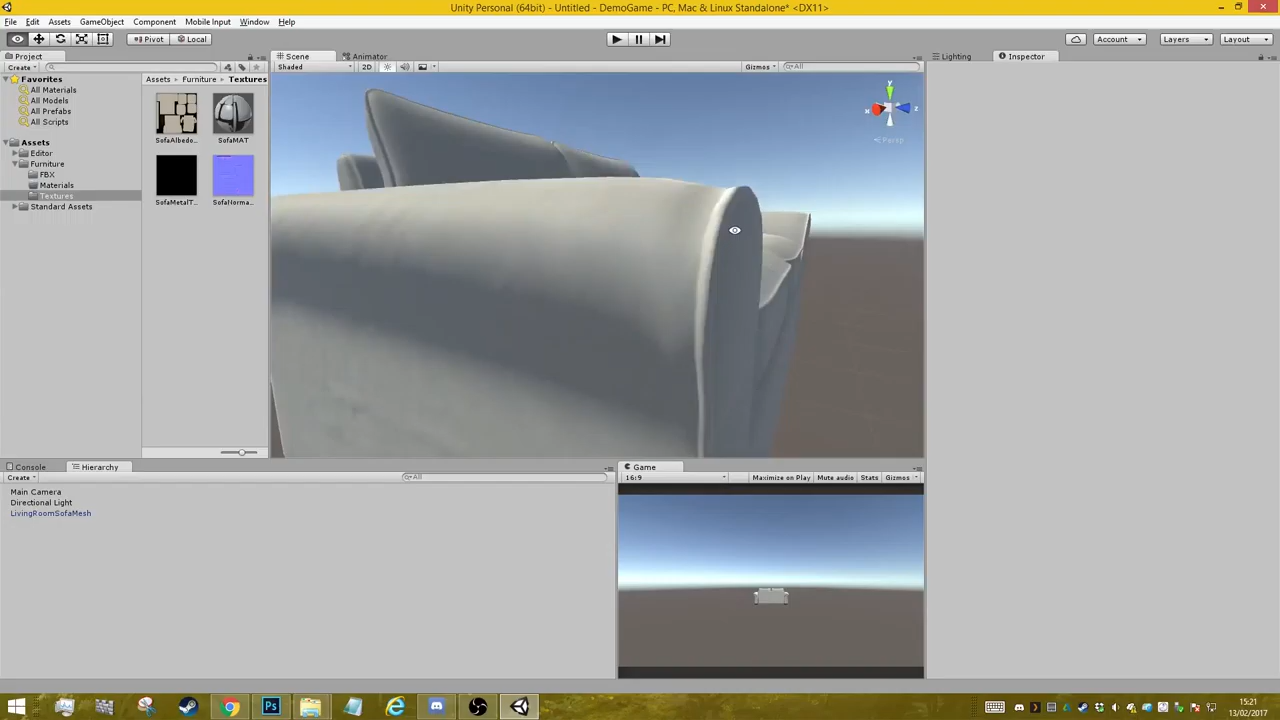 Unity Personal (64bit) - Untitled - DemoGame - PC, Mac & Linux Standalone* <DX11>
File Edit Assets GameObject Component Mobile Input Window Help
Pivot Local Account Layers Layout
Project Scene Animator Lighting Inspector
Create Shaded 2D Gizmos All
Favorites
All Materials
All Models
All Prefabs
All Scripts
Assets
Editor
Furniture
FBX
Materials
Textures
Standard Assets
Assets Furniture Textures
SofaAlbedo... SofaMAT
SofaMetalT... SofaNorma...
y
x z
Persp
Console Hierarchy
Create All
Main Camera
Directional Light
LivingRoomSofaMesh
Game
16:9 Maximize on Play Mute audio Stats Gizmos
Ps
15:21
13/02/2017